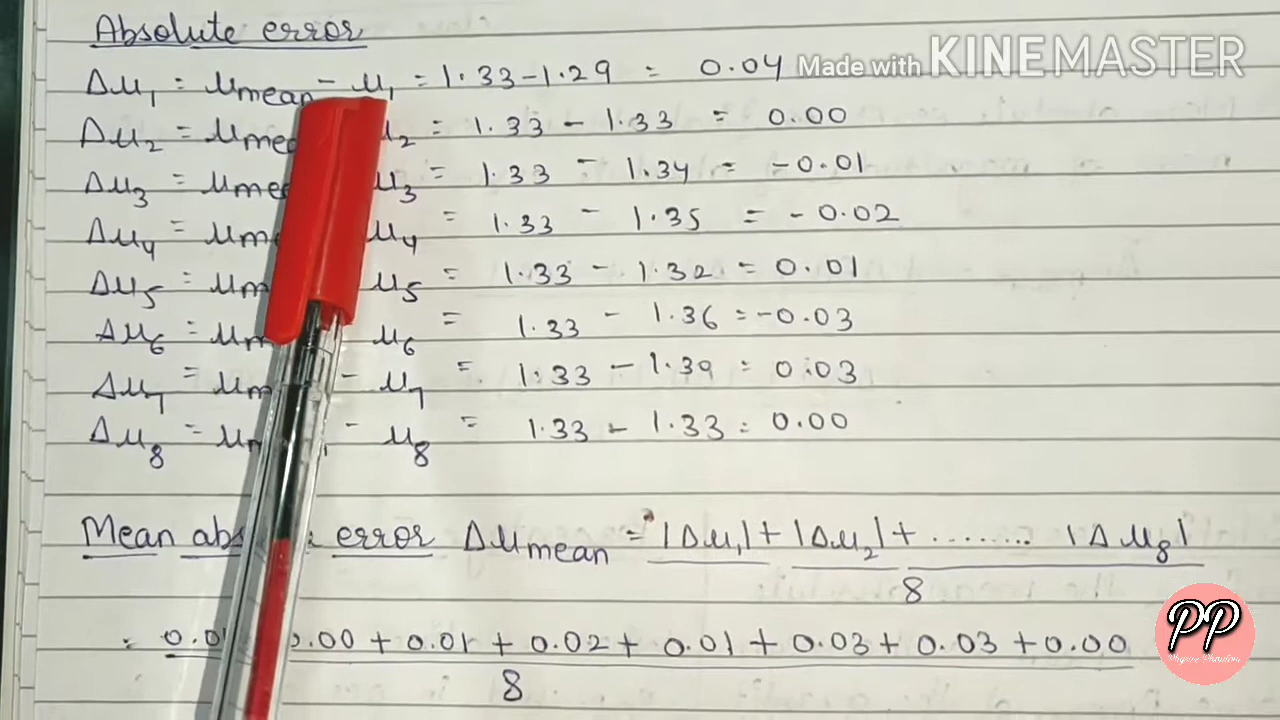 Absolute error
Δμ₁ = μmean - μ₁ = 1.33-1.29 = 0.04 Made with KINEMASTER
Δμ₂ = μmea μ₂ = 1.33 - 1.33 = 0.00
Δμ₃ = μmea μ₃ = 1.33 - 1.34 = -0.01
Δμ₄ = μm μ₄ = 1.33 - 1.35 = -0.02
Δμ₅ = μm μ₅ = 1.33 - 1.32 = 0.01
Δμ₆ = μm μ₆ = 1.33 - 1.36 = -0.03
Δμ₇ = μm - μ₇ = 1.33 - 1.39 = 0.03
Δμ₈ = μm - μ₈ = 1.33 - 1.33 = 0.00
Mean abs error Δμmean = |Δμ₁| + |Δμ₂| + ........ |Δμ₈|
8
= 0.0 0.00 + 0.01 + 0.02 + 0.01 + 0.03 + 0.03 + 0.00
8
PP